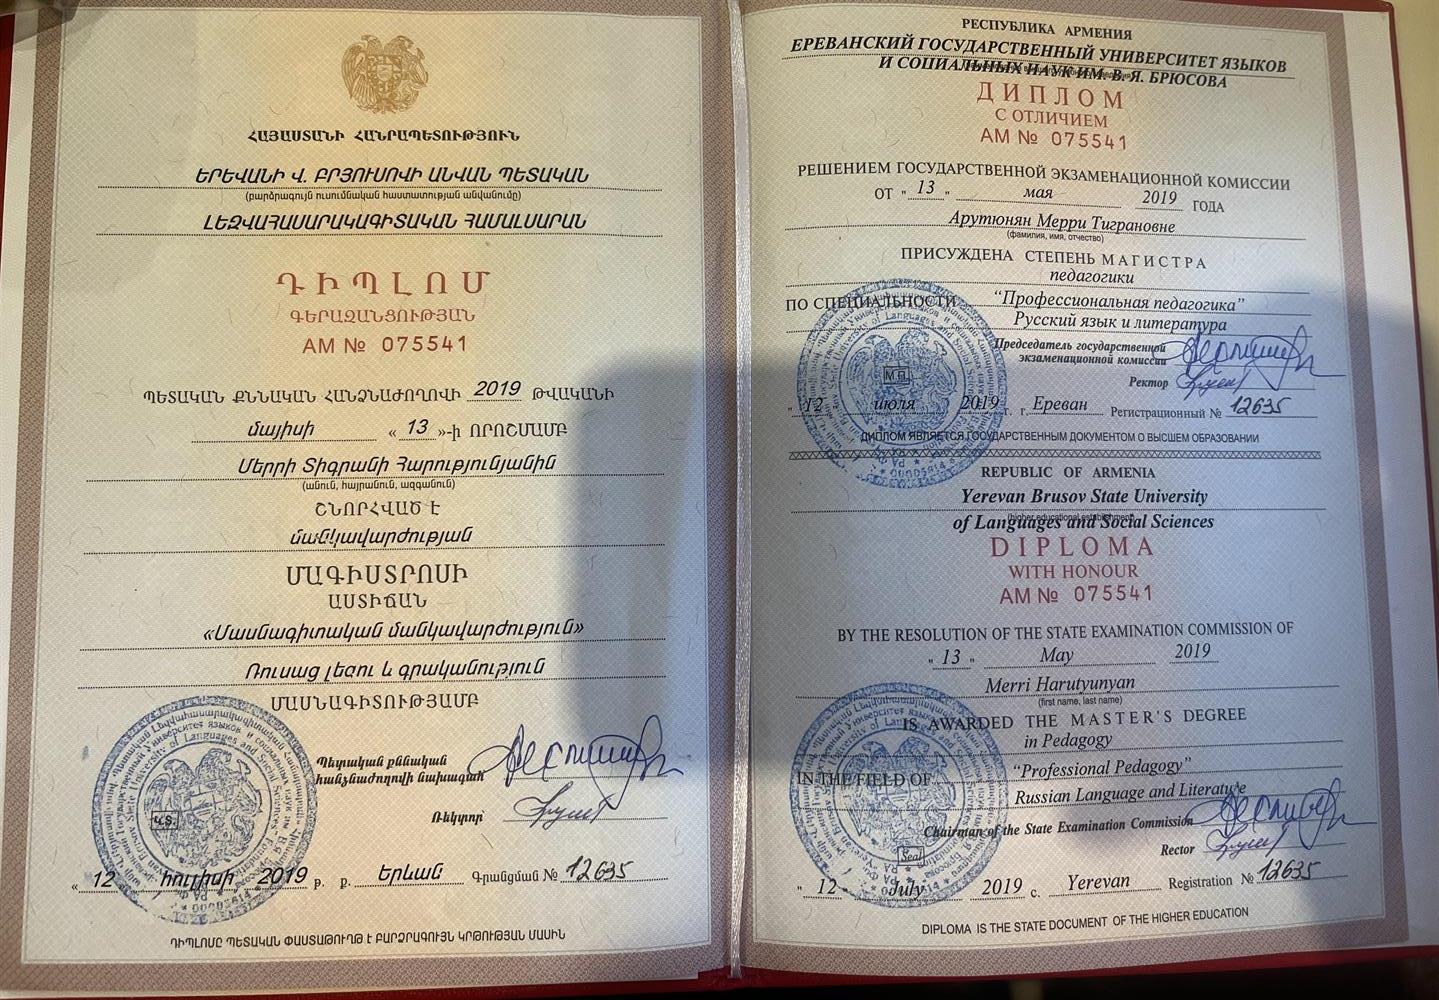 ՀԱՅԱՍՏԱՆԻ ՀԱՆՐԱՊԵՏՈՒԹՅՈՒՆ
ԵՐԵՎԱՆԻ Վ. ԲՐՅՈՒՍՈՎԻ ԱՆՎԱՆ ՊԵՏԱԿԱՆ
(բարձրագույն ուսումնական հաստատության անվանումը)
ԼԵԶՎԱՀԱՍԱՐԱԿԱԳԻՏԱԿԱՆ ՀԱՄԱԼՍԱՐԱՆ
ԴԻՊԼՈՄ
ԳԵՐԱԶԱՆՑՈՒԹՅԱՆ
AM № 075541
ՊԵՏԱԿԱՆ ՔՆՆԱԿԱՆ ՀԱՆՁՆԱԺՈՂՈՎԻ 2019 ԹՎԱԿԱՆԻ
մայիսի «13»-ի ՈՐՈՇՄԱՄԲ
Մերրի Տիգրանի Հարությունյանին
(անուն, հայրանուն, ազգանուն)
ՇՆՈՐՀՎԱԾ Է
մանկավարժության
ՄԱԳԻՍՏՐՈՍԻ
ԱՍՏԻՃԱՆ
«Մասնագիտական մանկավարժություն»
Ռուսաց լեզու և գրականություն
ՄԱՍՆԱԳԻՏՈՒԹՅԱՄԲ
Պետական քննական
հանձնաժողովի նախագահ
Ռեկտոր՝
Կ.Տ.
«12 հուլիսի 2019 թ. ք. Երևան Գրանցման № 12635
ԴԻՊԼՈՄԸ ՊԵՏԱԿԱՆ ՓԱՍՏԱԹՈՒՂԹ Է ԲԱՐՁՐԱԳՈՒՅՆ ԿՐԹՈՒԹՅԱՆ ՄԱՍԻՆ
РЕСПУБЛИКА АРМЕНИЯ
ЕРЕВАНСКИЙ ГОСУДАРСТВЕННЫЙ УНИВЕРСИТЕТ ЯЗЫКОВ
И СОЦИАЛЬНЫХ НАУК ИМ. В. Я. БРЮСОВА
ДИПЛОМ
С ОТЛИЧИЕМ
AM № 075541
РЕШЕНИЕМ ГОСУДАРСТВЕННОЙ ЭКЗАМЕНАЦИОННОЙ КОМИССИИ
ОТ "13" мая 2019 ГОДА
Арутюнян Мерри Тиграновне
(фамилия, имя, отчество)
ПРИСУЖДЕНА СТЕПЕНЬ МАГИСТРА
педагогики
ПО СПЕЦИАЛЬНОСТИ "Профессиональная педагогика"
Русский язык и литература
Председатель государственной
экзаменационной комиссии
Ректор
М.П.
"12 июля 2019 г. г. Ереван Регистрационный № 12635
ДИПЛОМ ЯВЛЯЕТСЯ ГОСУДАРСТВЕННЫМ ДОКУМЕНТОМ О ВЫСШЕМ ОБРАЗОВАНИИ
REPUBLIC OF ARMENIA
Yerevan Brusov State University
(higher educational establishment)
of Languages and Social Sciences
DIPLOMA
WITH HONOUR
AM № 075541
BY THE RESOLUTION OF THE STATE EXAMINATION COMMISSION OF
"13" May 2019
Merri Harutyunyan
(first name, last name)
IS AWARDED THE MASTER'S DEGREE
in Pedagogy
IN THE FIELD OF "Professional Pedagogy"
Russian Language and Literature
Chairman of the State Examination Commission
Rector
Seal
"12 July 2019 c. Yerevan Registration № 12635
DIPLOMA IS THE STATE DOCUMENT OF THE HIGHER EDUCATION